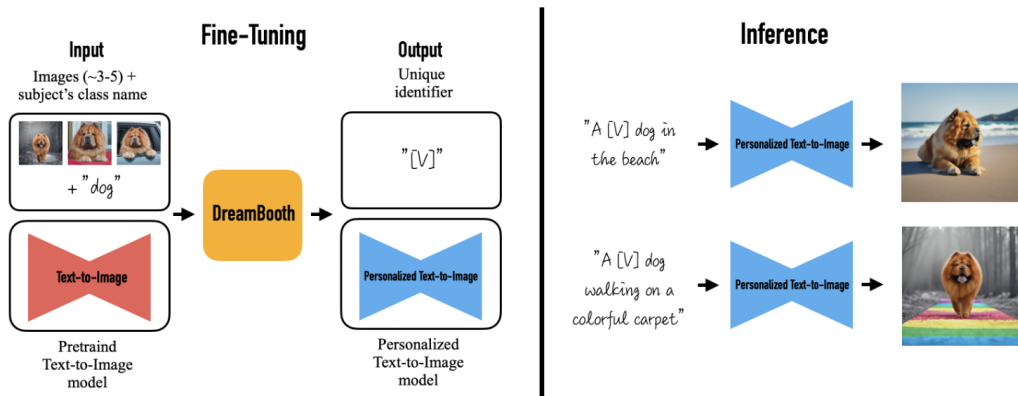 Fine-Tuning
Input
Images (~3-5) +
subject's class name
+ "dog"
Text-to-Image
Pretraind
Text-to-Image
model
DreamBooth
Output
Unique
identifier
"[V]"
Personalized Text-to-Image
Personalized
Text-to-Image
model
Inference
"A [V] dog in
the beach"
Personalized Text-to-Image
"A [V] dog
walking on a
colorful carpet"
Personalized Text-to-Image